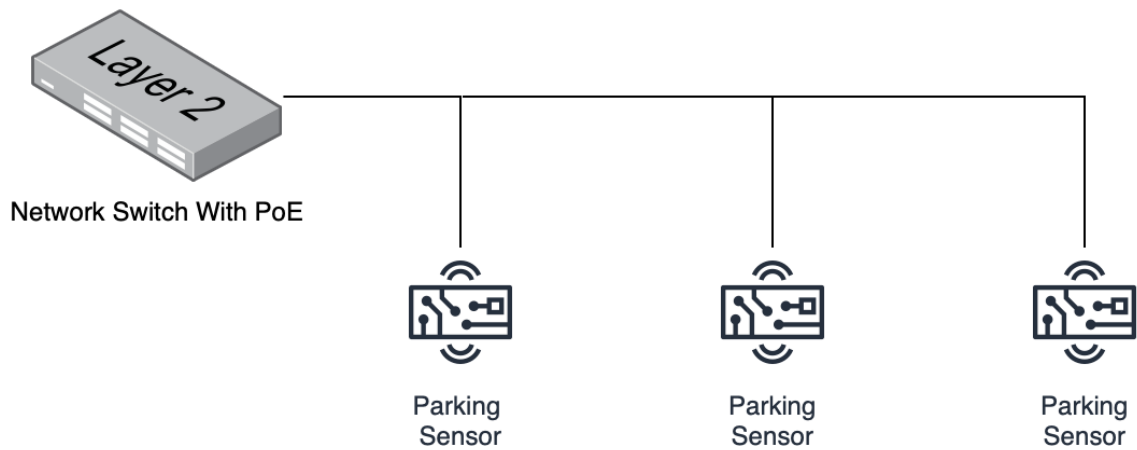 Layer 2
Network Switch With PoE
Parking
Sensor
Parking
Sensor
Parking
Sensor